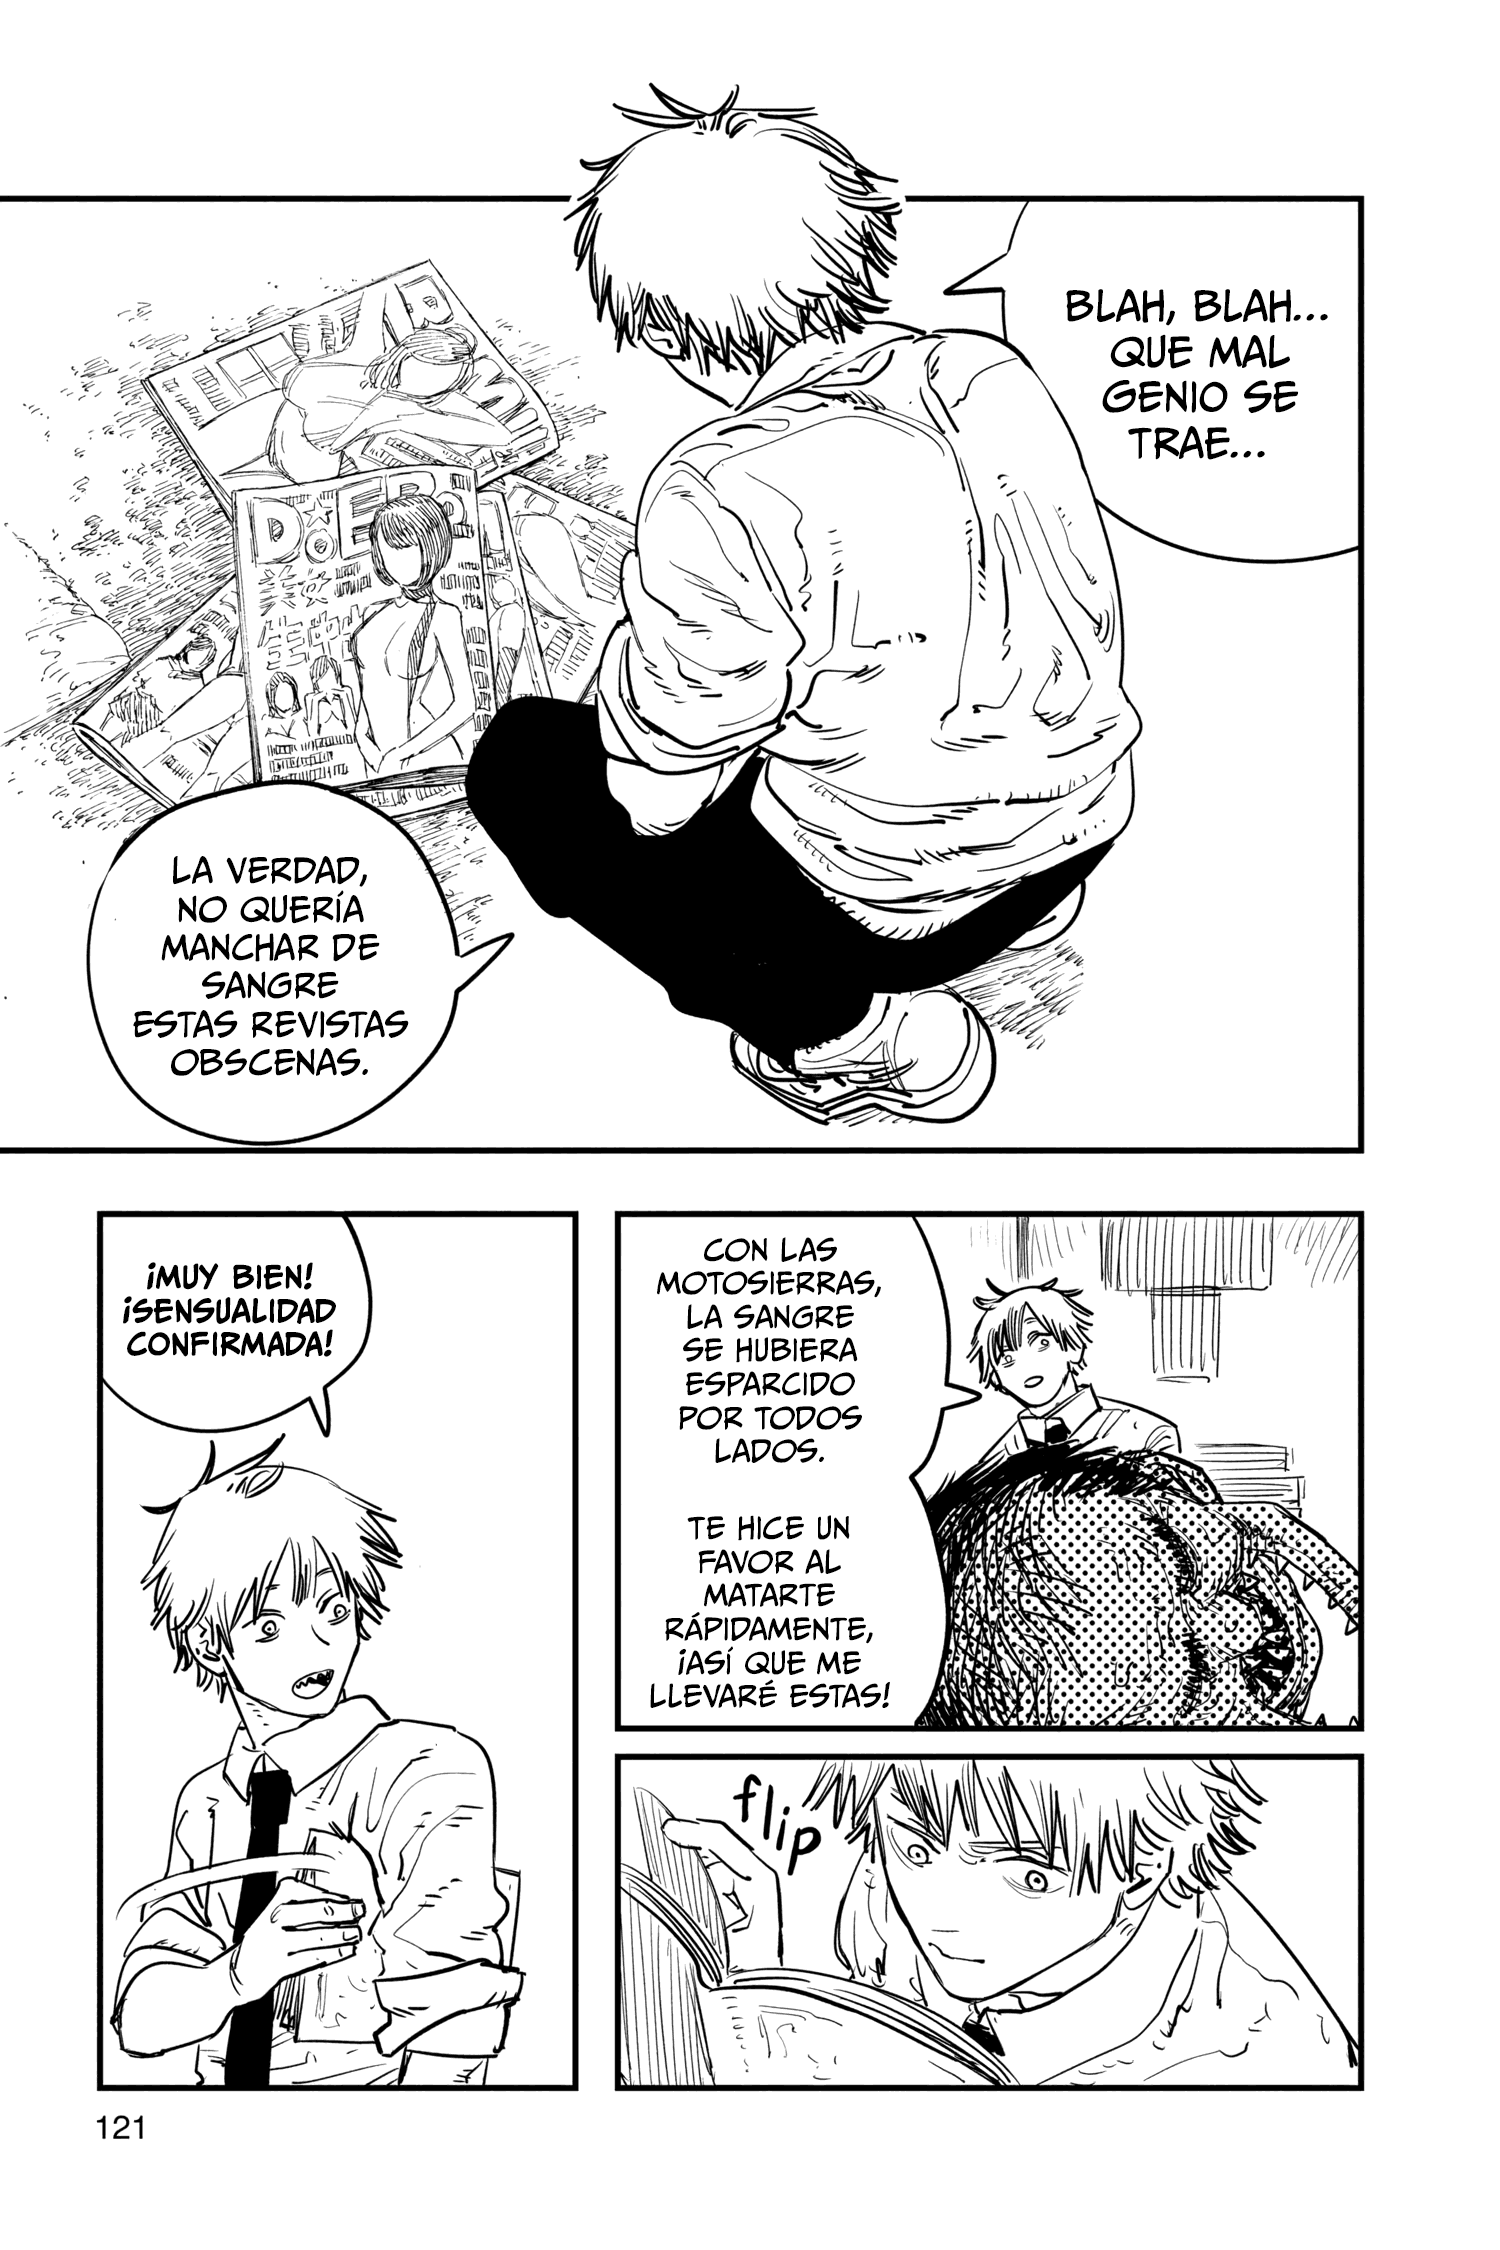 BLAH, BLAH...
QUE MAL
GENIO SE
TRAE...
LA VERDAD,
NO QUERÍA
MANCHAR DE
SANGRE
ESTAS REVISTAS
OBSCENAS.
CON LAS
MOTOSIERRAS,
LA SANGRE
SE HUBIERA
ESPARCIDO
POR TODOS
LADOS.
TE HICE UN
FAVOR AL
MATARTE
RÁPIDAMENTE,
¡ASÍ QUE ME
LLEVARÉ ESTAS!
flip
¡MUY BIEN!
¡SENSUALIDAD
CONFIRMADA!
121